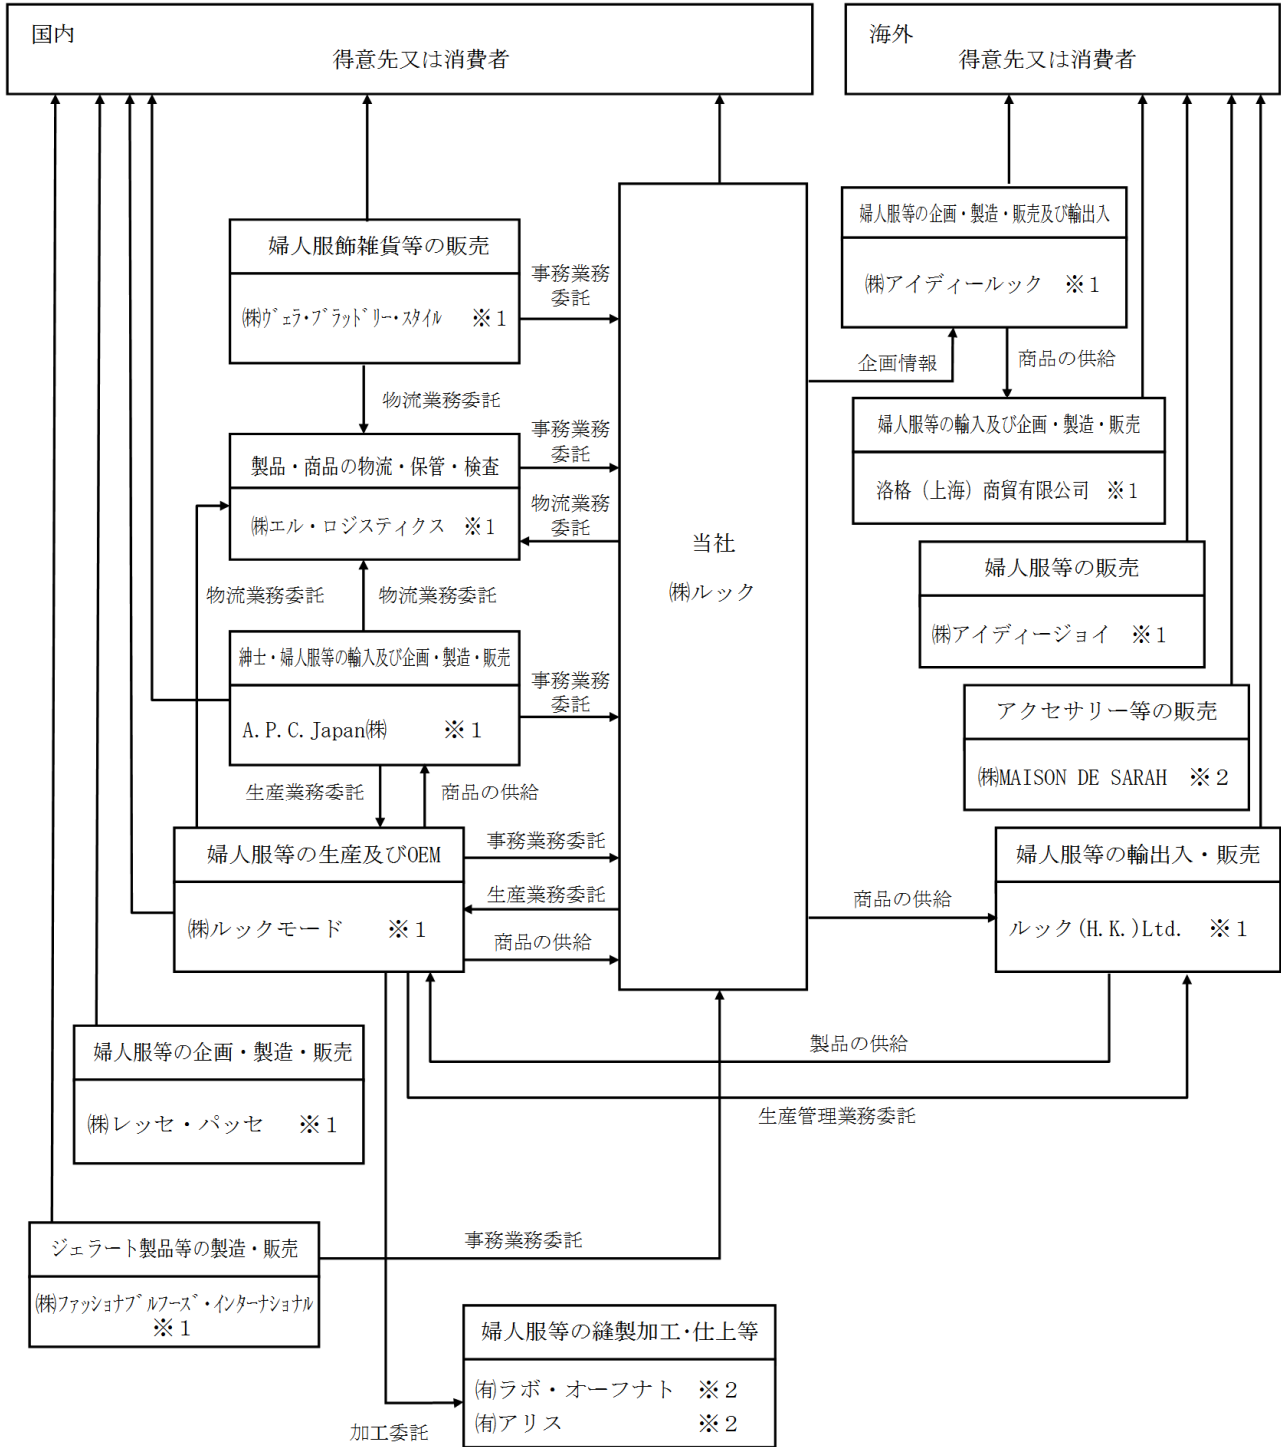 国内
得意先又は消費者
海外
得意先又は消費者
婦人服飾雑貨等の販売
㈱ヴェラ・ブラッドリー・スタイル ※1
事務業務
委託
物流業務委託
製品・商品の物流・保管・検査
㈱エル・ロジスティクス ※1
事務業務
委託
物流業務
委託
物流業務委託
物流業務委託
紳士・婦人服等の輸入及び企画・製造・販売
A.P.C.Japan㈱ ※1
事務業務
委託
生産業務委託
商品の供給
婦人服等の生産及びOEM
㈱ルックモード ※1
事務業務委託
生産業務委託
商品の供給
当社
㈱ルック
婦人服等の企画・製造・販売及び輸出入
㈱アイディールック ※1
企画情報
商品の供給
婦人服等の輸入及び企画・製造・販売
洛格（上海）商貿有限公司 ※1
婦人服等の販売
㈱アイディージョイ ※1
アクセサリー等の販売
㈱MAISON DE SARAH ※2
商品の供給
婦人服等の輸出入・販売
ルック(H.K.)Ltd. ※1
製品の供給
生産管理業務委託
婦人服等の企画・製造・販売
㈱レッセ・パッセ ※1
ジェラート製品等の製造・販売
㈱ファッショナブルフーズ・インターナショナル
※1
事務業務委託
婦人服等の縫製加工・仕上等
㈲ラボ・オーフナト ※2
㈲アリス ※2
加工委託